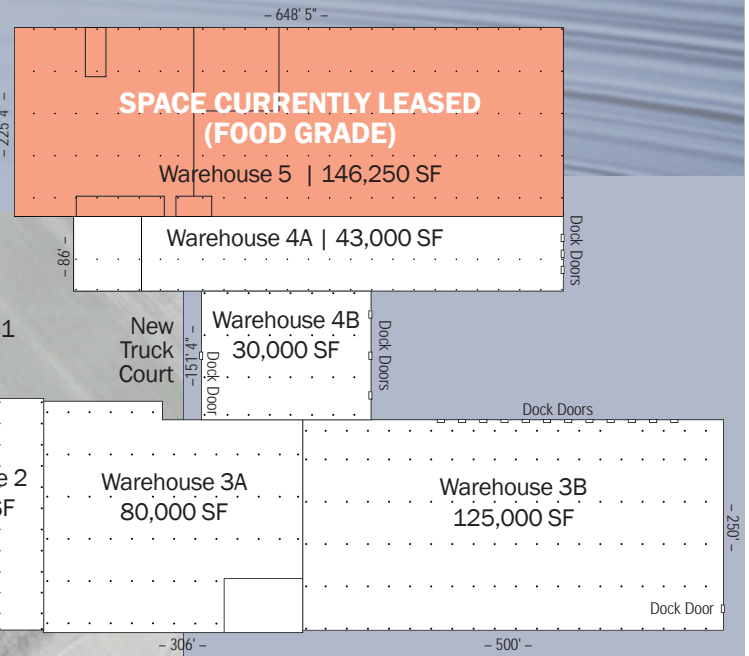 – 648' 5" –
– 225' 4" –
SPACE CURRENTLY LEASED
(FOOD GRADE)
Warehouse 5 | 146,250 SF
– 86' –
Warehouse 4A | 43,000 SF
Dock Doors
1
New
Truck
Court
–151' 4" –
Dock Door
Warehouse 4B
30,000 SF
Dock Doors
Dock Doors
e 2
SF
Warehouse 3A
80,000 SF
Warehouse 3B
125,000 SF
– 250' –
Dock Door
– 306' –
– 500' –